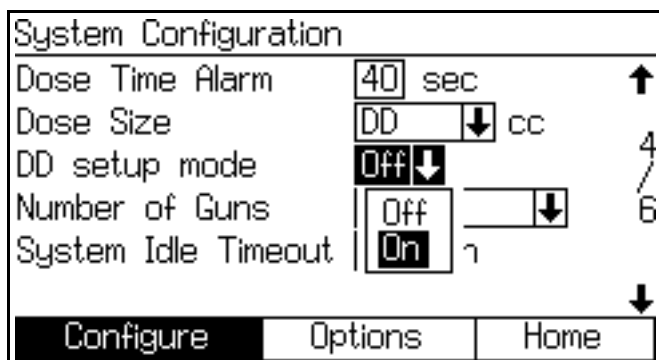 System Configuration
Dose Time Alarm 40 sec
Dose Size DD cc
DD setup mode Off
Number of Guns Off
System Idle Timeout On
4/6
Configure Options Home